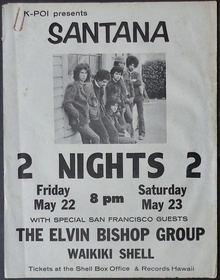 K-POI presents
SANTANA
2 NIGHTS 2
Friday
May 22
8 pm
Saturday
May 23
WITH SPECIAL SAN FRANCISCO GUESTS
THE ELVIN BISHOP GROUP
WAIKIKI SHELL
Tickets at the Shell Box Office & Records Hawaii